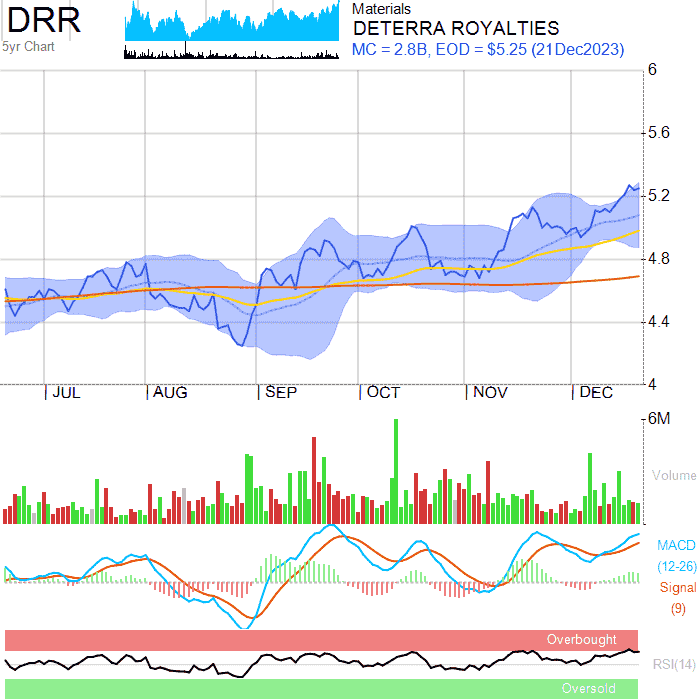 DRR
5yr Chart
Materials
DETERRA ROYALTIES
MC = 2.8B, EOD = $5.25 (21Dec2023)
6
5.6
5.2
4.8
4.4
4
JUL AUG SEP OCT NOV DEC
6M
Volume
MACD
(12-26)
Signal
(9)
Overbought
RSI(14)
Oversold